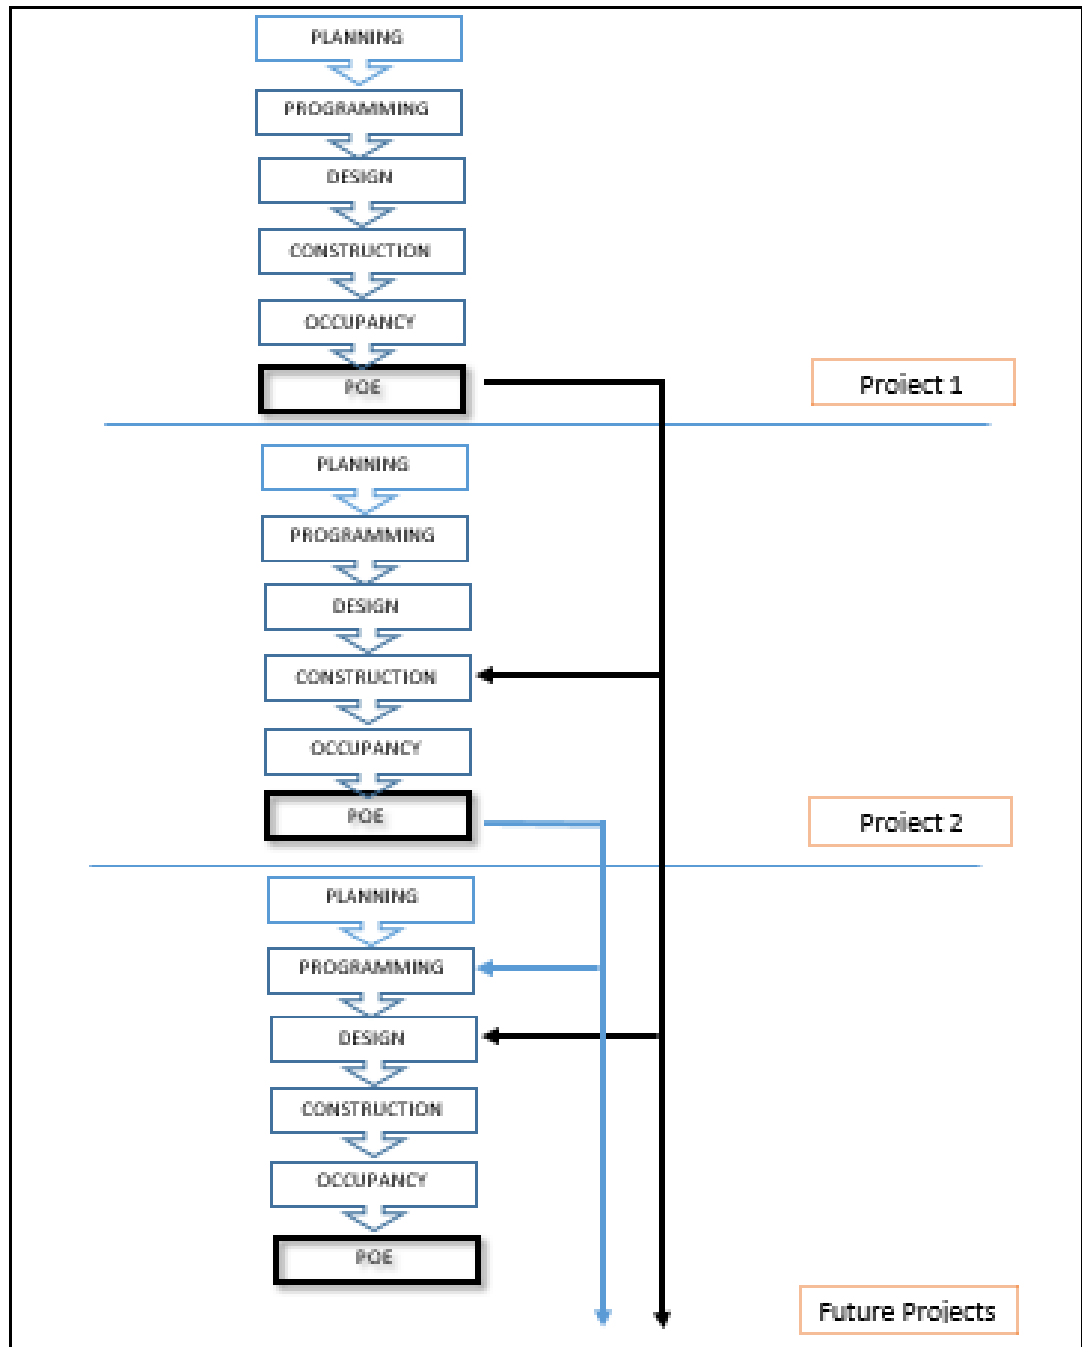 PLANNING
PROGRAMMING
DESIGN
CONSTRUCTION
OCCUPANCY
POE
Project 1
PLANNING
PROGRAMMING
DESIGN
CONSTRUCTION
OCCUPANCY
POE
Project 2
PLANNING
PROGRAMMING
DESIGN
CONSTRUCTION
OCCUPANCY
POE
Future Projects